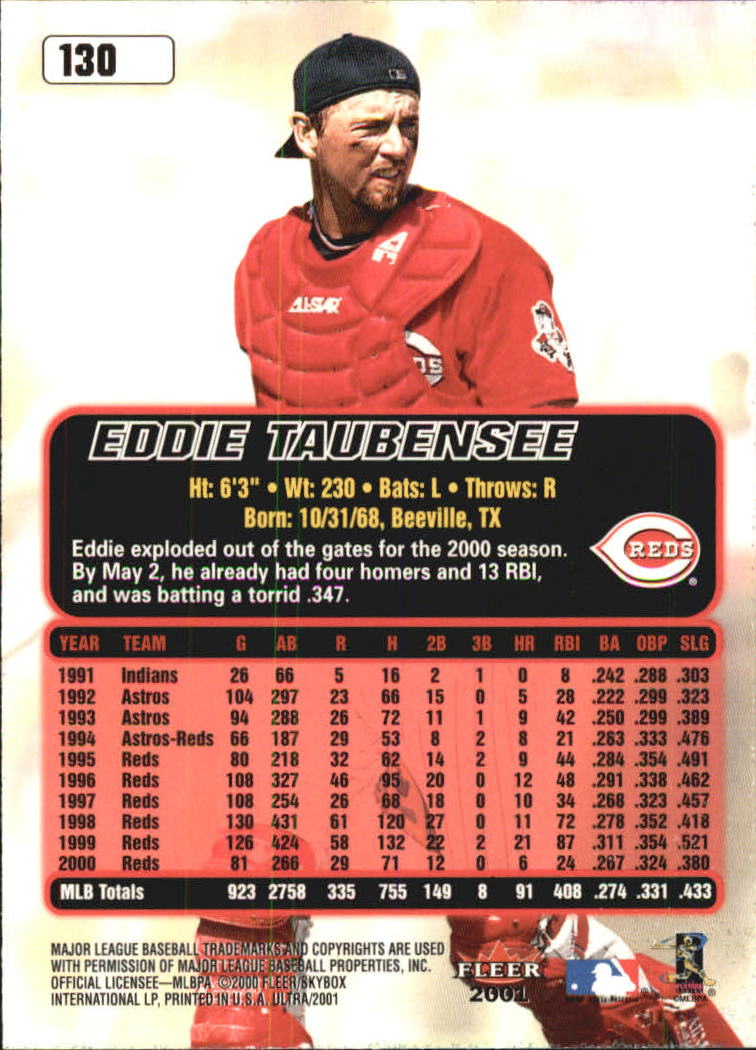 130
ALL-STAR
REDS
EDDIE TAUBENSEE
Ht: 6'3" • Wt: 230 • Bats: L • Throws: R
Born: 10/31/68, Beeville, TX
Eddie exploded out of the gates for the 2000 season.
By May 2, he already had four homers and 13 RBI,
and was batting a torrid .347.
REDS
YEAR TEAM G AB R H 2B 3B HR RBI BA OBP SLG
1991 Indians 26 66 5 16 2 1 0 8 .242 .288 .303
1992 Astros 104 297 23 66 15 0 5 28 .222 .299 .323
1993 Astros 94 288 26 72 11 1 9 42 .250 .299 .389
1994 Astros-Reds 66 187 29 53 8 2 8 21 .283 .333 .476
1995 Reds 80 218 32 62 14 2 9 44 .284 .354 .491
1996 Reds 108 327 46 95 20 0 12 48 .291 .338 .462
1997 Reds 108 254 26 68 18 0 10 34 .268 .323 .457
1998 Reds 130 431 61 120 27 0 11 72 .278 .352 .418
1999 Reds 126 424 58 132 22 2 21 87 .311 .354 .521
2000 Reds 81 266 29 71 12 0 6 24 .267 .324 .380
MLB Totals 923 2758 335 755 149 8 91 408 .274 .331 .433
MAJOR LEAGUE BASEBALL TRADEMARKS AND COPYRIGHTS ARE USED
WITH PERMISSION OF MAJOR LEAGUE BASEBALL PROPERTIES, INC.
OFFICIAL LICENSEE—MLBPA. ©2000 FLEER/SKYBOX
INTERNATIONAL LP, PRINTED IN U.S.A. ULTRA/2001
FLEER
2001
©MLBPA